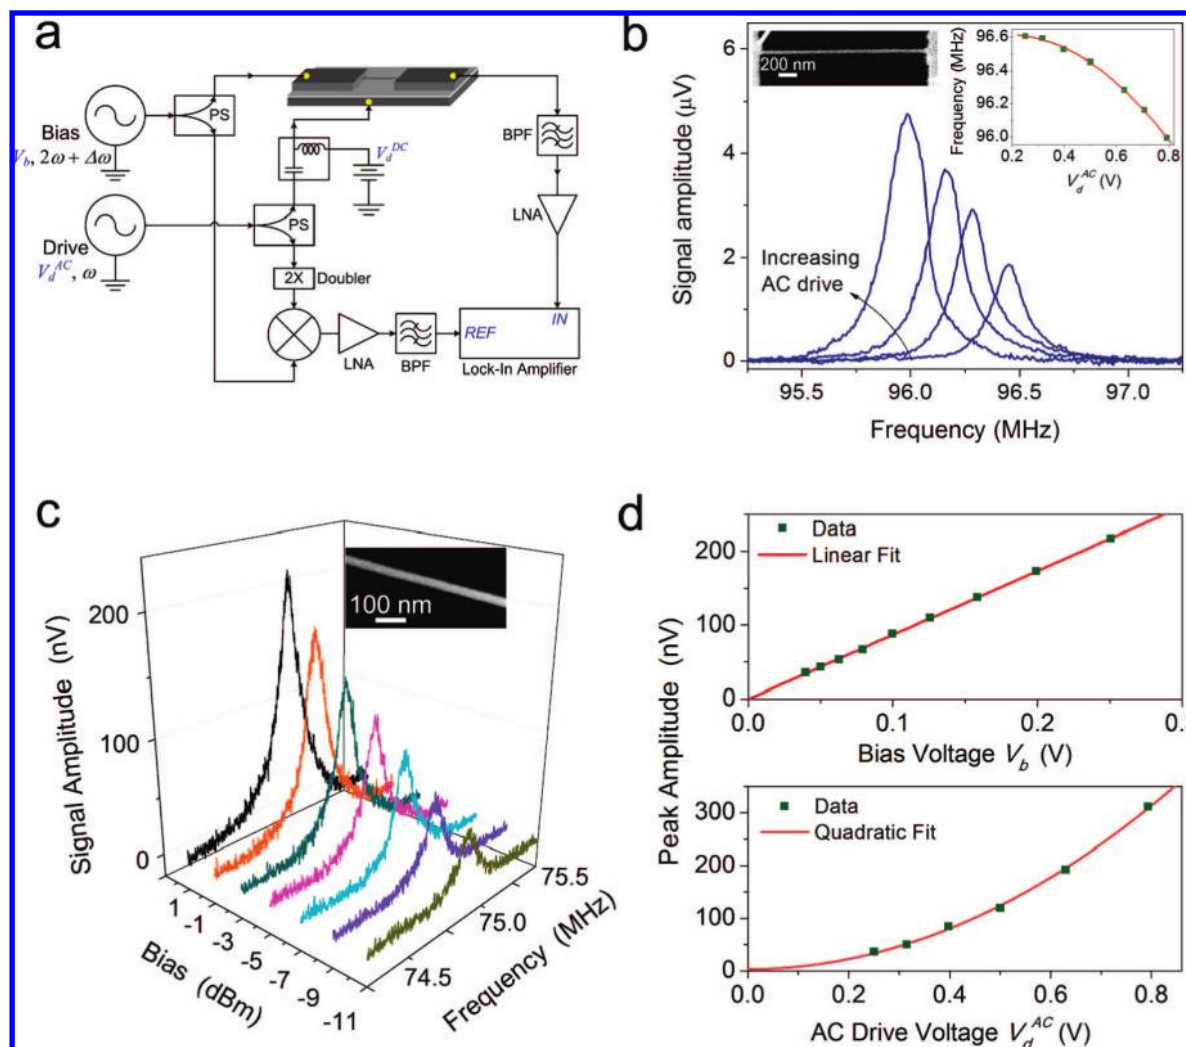 a
PS
Bias
V_b, 2ω + Δω
V_d^DC
BPF
LNA
Drive
V_d^AC, ω
PS
2X
Doubler
LNA
BPF
REF
IN
Lock-In Amplifier
b
Signal amplitude (μV)
6
4
2
0
200 nm
Increasing
AC drive
95.5
96.0
96.5
97.0
Frequency (MHz)
Frequency
(MHz)
96.6
96.4
96.2
96.0
0.2
0.4
0.6
0.8
V_d^AC (V)
c
Signal Amplitude (nV)
200
100
0
100 nm
1
-1
-3
-5
-7
-9
-11
Bias (dBm)
74.5
75.0
75.5
Frequency (MHz)
d
Peak Amplitude (nV)
200
100
0
Data
Linear Fit
0.0
0.1
0.2
Bias Voltage V_b (V)
300
200
100
0
Data
Quadratic Fit
0.0
0.2
0.4
0.6
0.8
AC Drive Voltage V_d^AC (V)